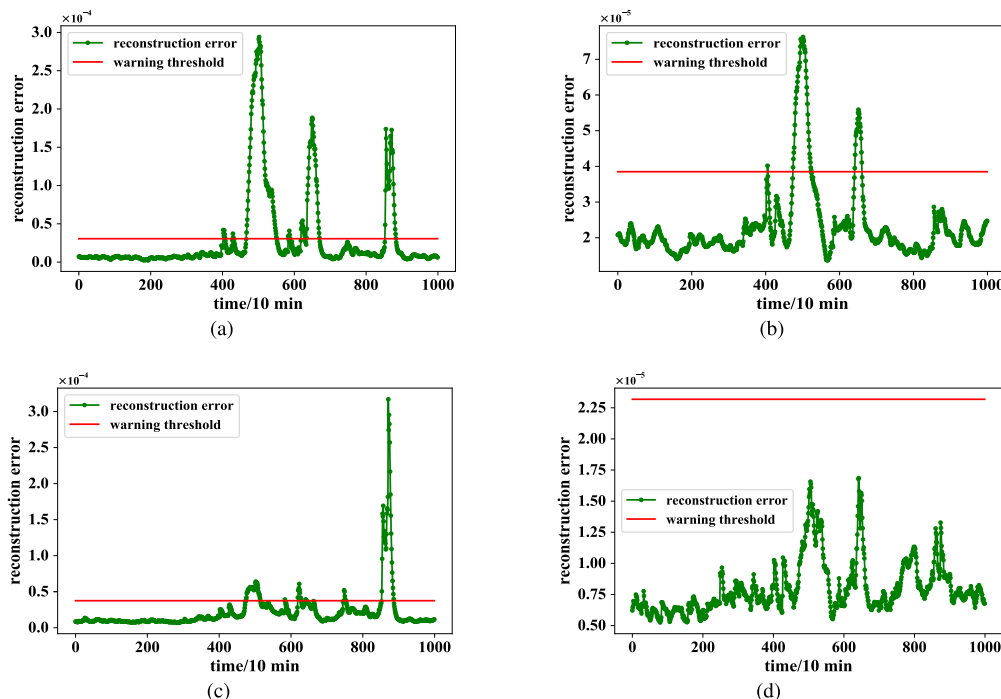 ×10⁻⁴
3.0
2.5
2.0
1.5
1.0
0.5
0.0
reconstruction error
reconstruction error
warning threshold
0 200 400 600 800 1000
time/10 min
(a)
×10⁻⁵
7
6
5
4
3
2
reconstruction error
reconstruction error
warning threshold
0 200 400 600 800 1000
time/10 min
(b)
×10⁻⁴
3.0
2.5
2.0
1.5
1.0
0.5
0.0
reconstruction error
reconstruction error
warning threshold
0 200 400 600 800 1000
time/10 min
(c)
×10⁻⁵
2.25
2.00
1.75
1.50
1.25
1.00
0.75
0.50
reconstruction error
reconstruction error
warning threshold
0 200 400 600 800 1000
time/10 min
(d)